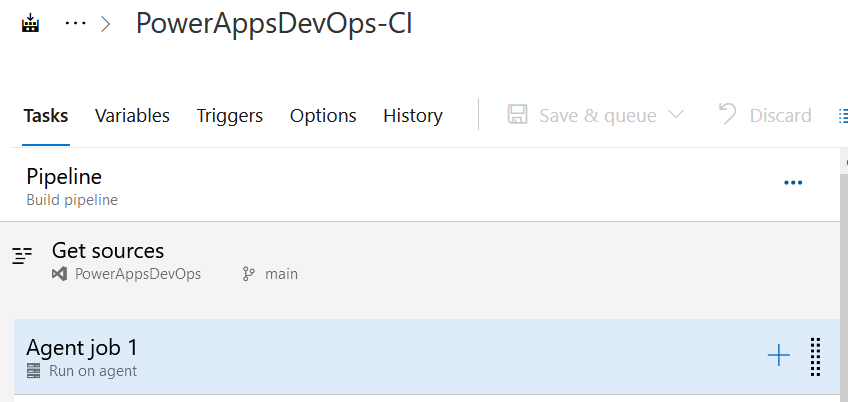 ··· > PowerAppsDevOps-CI
Tasks Variables Triggers Options History Save & queue Discard
Pipeline
Build pipeline
Get sources
PowerAppsDevOps main
Agent job 1
Run on agent